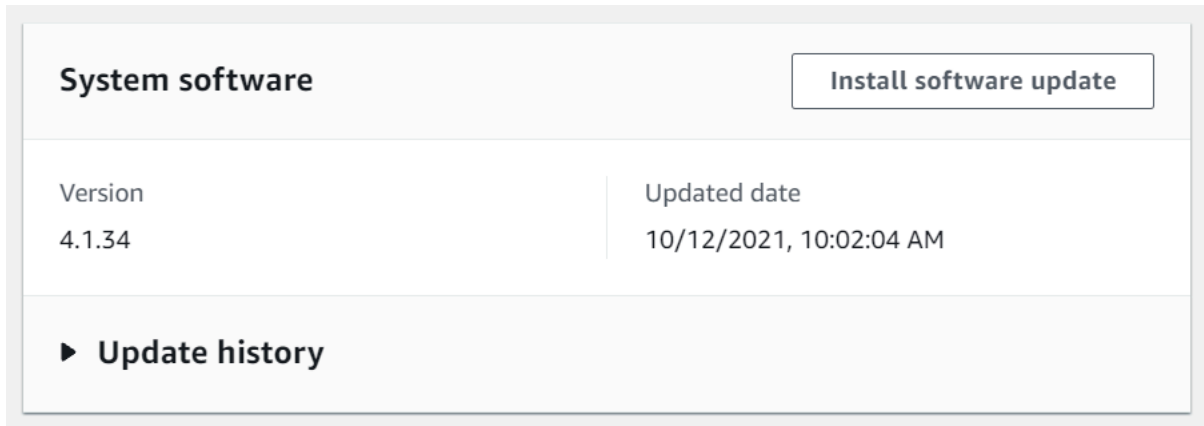 System software
Install software update
Version
4.1.34
Updated date
10/12/2021, 10:02:04 AM
Update history